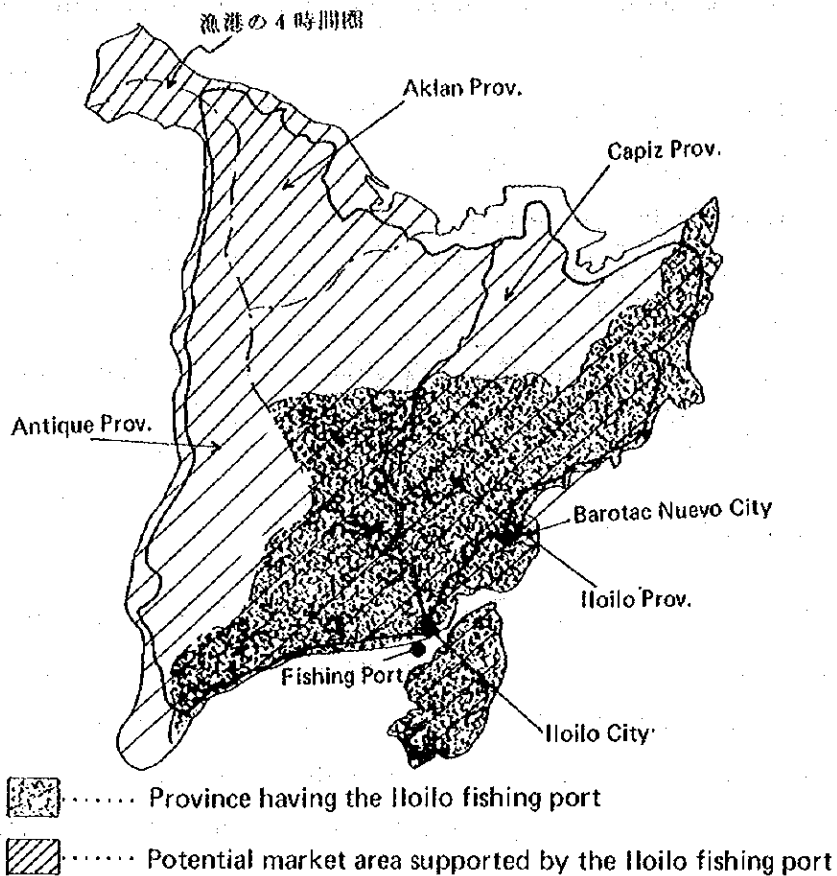 漁港の4時間圏
Aklan Prov.
Capiz Prov.
Antique Prov.
Barotac Nuevo City
Iloilo Prov.
Fishing Port
Iloilo City
Province having the Iloilo fishing port
Potential market area supported by the Iloilo fishing port